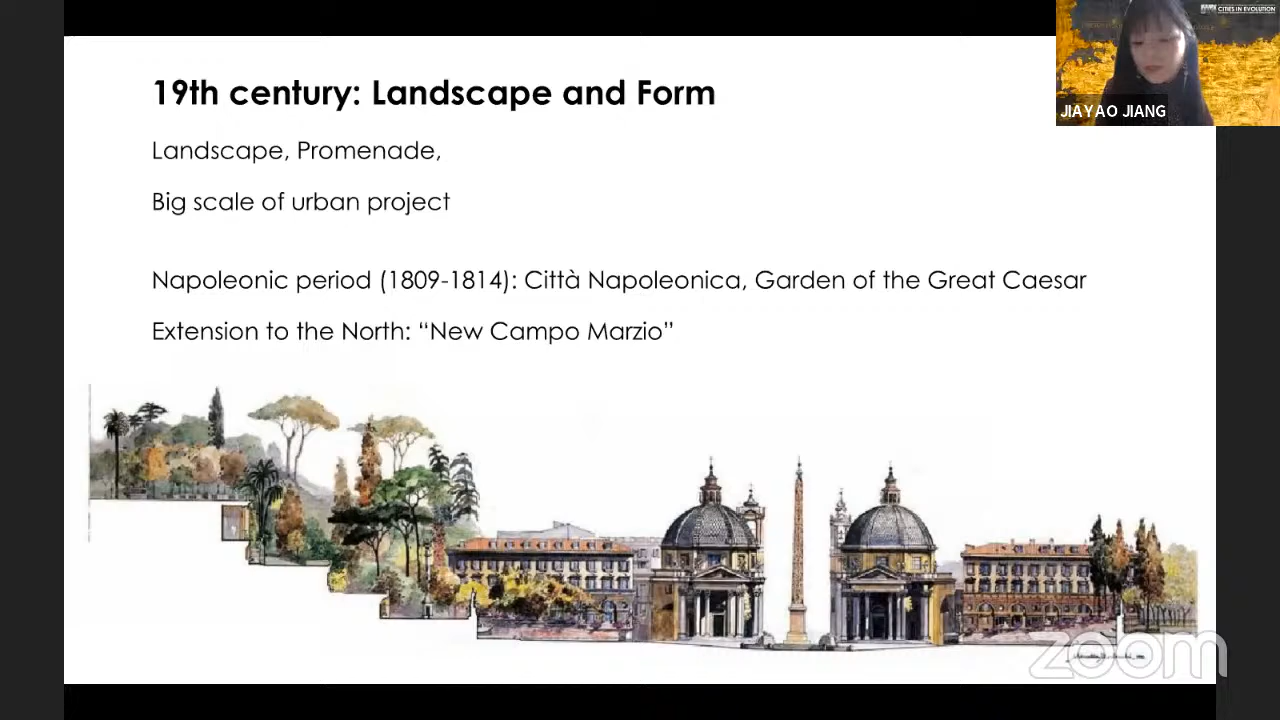 19th century: Landscape and Form
Landscape, Promenade,
Big scale of urban project
Napoleonic period (1809-1814): Città Napoleonica, Garden of the Great Caesar
Extension to the North: “New Campo Marzio”
CITIES IN EVOLUTION
JIAYAO JIANG
zoom